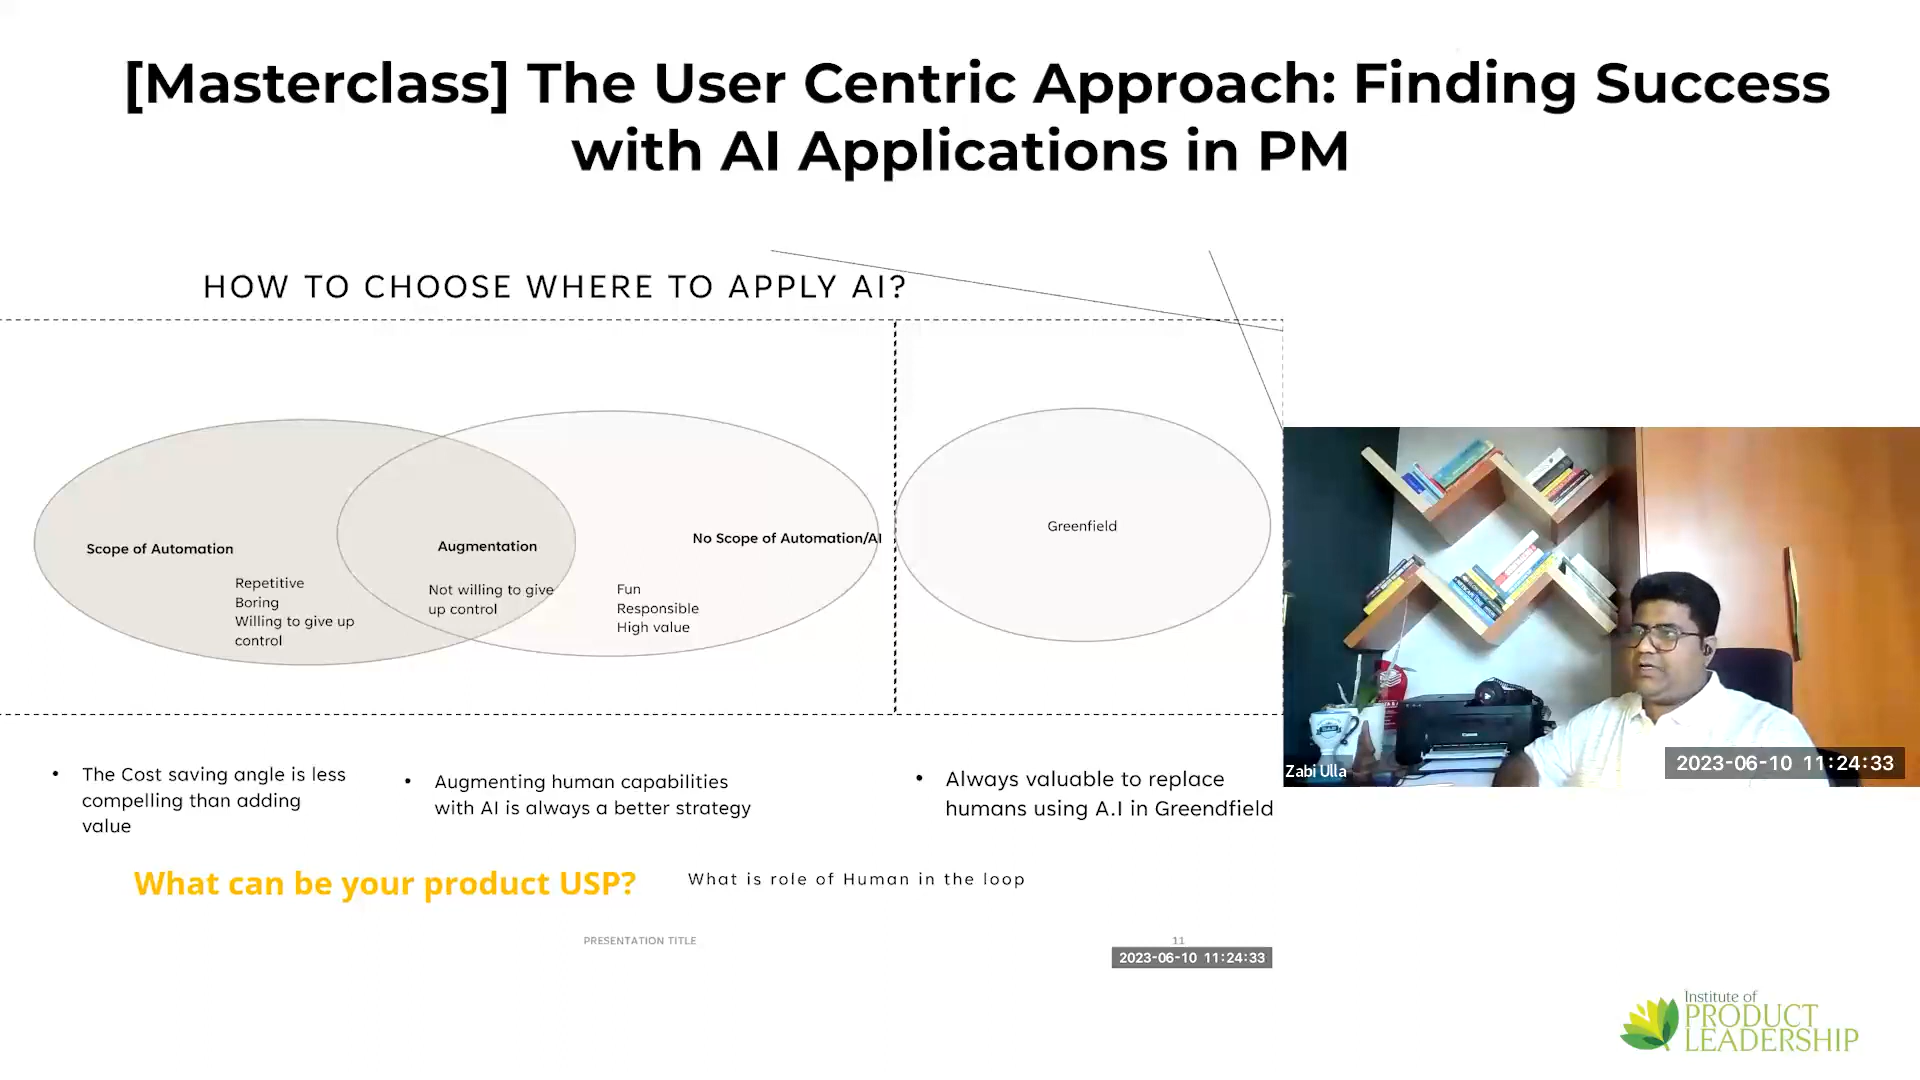 [Masterclass] The User Centric Approach: Finding Success
with AI Applications in PM
HOW TO CHOOSE WHERE TO APPLY AI?
Scope of Automation
Repetitive
Boring
Willing to give up
control
Augmentation
Not willing to give
up control
No Scope of Automation/AI
Fun
Responsible
High value
Greenfield
• The Cost saving angle is less
compelling than adding
value
• Augmenting human capabilities
with AI is always a better strategy
• Always valuable to replace
humans using A.I in Greendfield
What can be your product USP?
What is role of Human in the loop
PRESENTATION TITLE
11
2023-06-10 11:24:33
Zabi Ulla
2023-06-10 11:24:33
Institute of
PRODUCT
LEADERSHIP